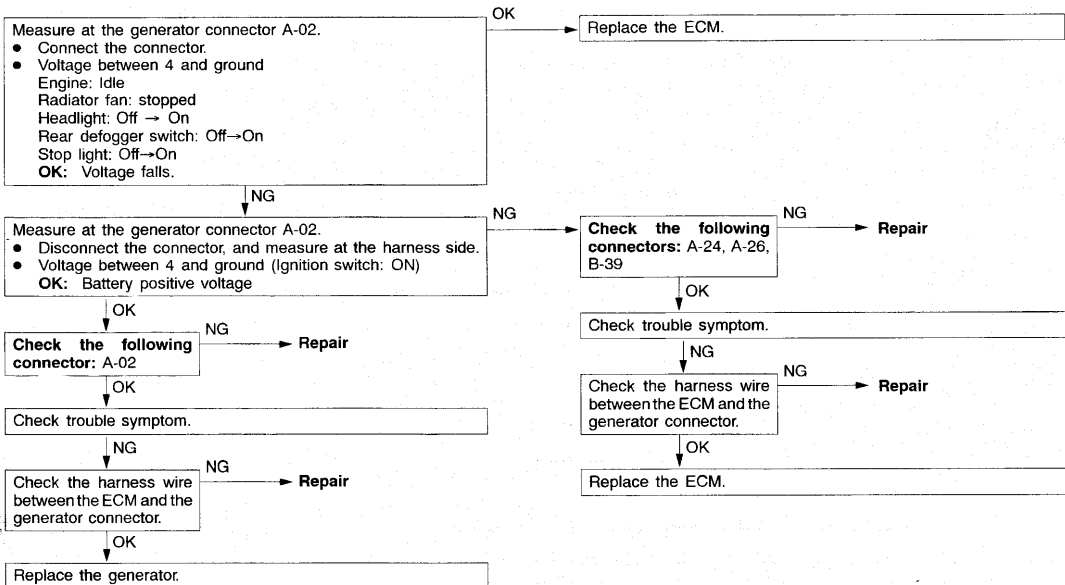 Measure at the generator connector A-02.
● Connect the connector.
● Voltage between 4 and ground
Engine: Idle
Radiator fan: stopped
Headlight: Off → On
Rear defogger switch: Off→On
Stop light: Off→On
OK: Voltage falls.
OK
Replace the ECM.
NG
Measure at the generator connector A-02.
● Disconnect the connector, and measure at the harness side.
● Voltage between 4 and ground (Ignition switch: ON)
OK: Battery positive voltage
NG
Check the following
connectors: A-24, A-26,
B-39
NG
Repair
OK
Check trouble symptom.
NG
Check the harness wire
between the ECM and the
generator connector.
NG
Repair
OK
Replace the ECM.
OK
Check the following
connector: A-02
NG
Repair
OK
Check trouble symptom.
NG
Check the harness wire
between the ECM and the
generator connector.
NG
Repair
OK
Replace the generator.